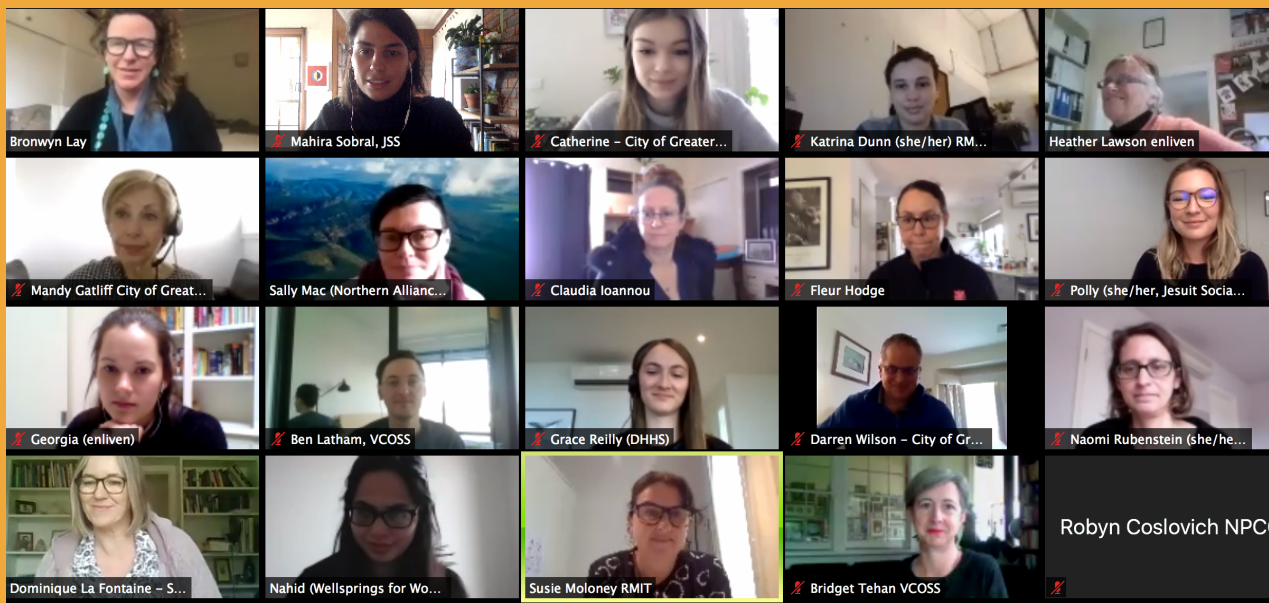 Bronwyn Lay
Mahira Sobral, JSS
Catherine – City of Greater...
Katrina Dunn (she/her) RM...
Heather Lawson enliven
Mandy Gatliff City of Great...
Sally Mac (Northern Allianc...
Claudia Ioannou
Fleur Hodge
Polly (she/her, Jesuit Socia...
Georgia (enliven)
Ben Latham, VCOSS
Grace Reilly (DHHS)
Darren Wilson – City of Gr...
Naomi Rubenstein (she/he...
Dominique La Fontaine – S...
Nahid (Wellsprings for Wo...
Susie Moloney RMIT
Bridget Tehan VCOSS
Robyn Coslovich NPC